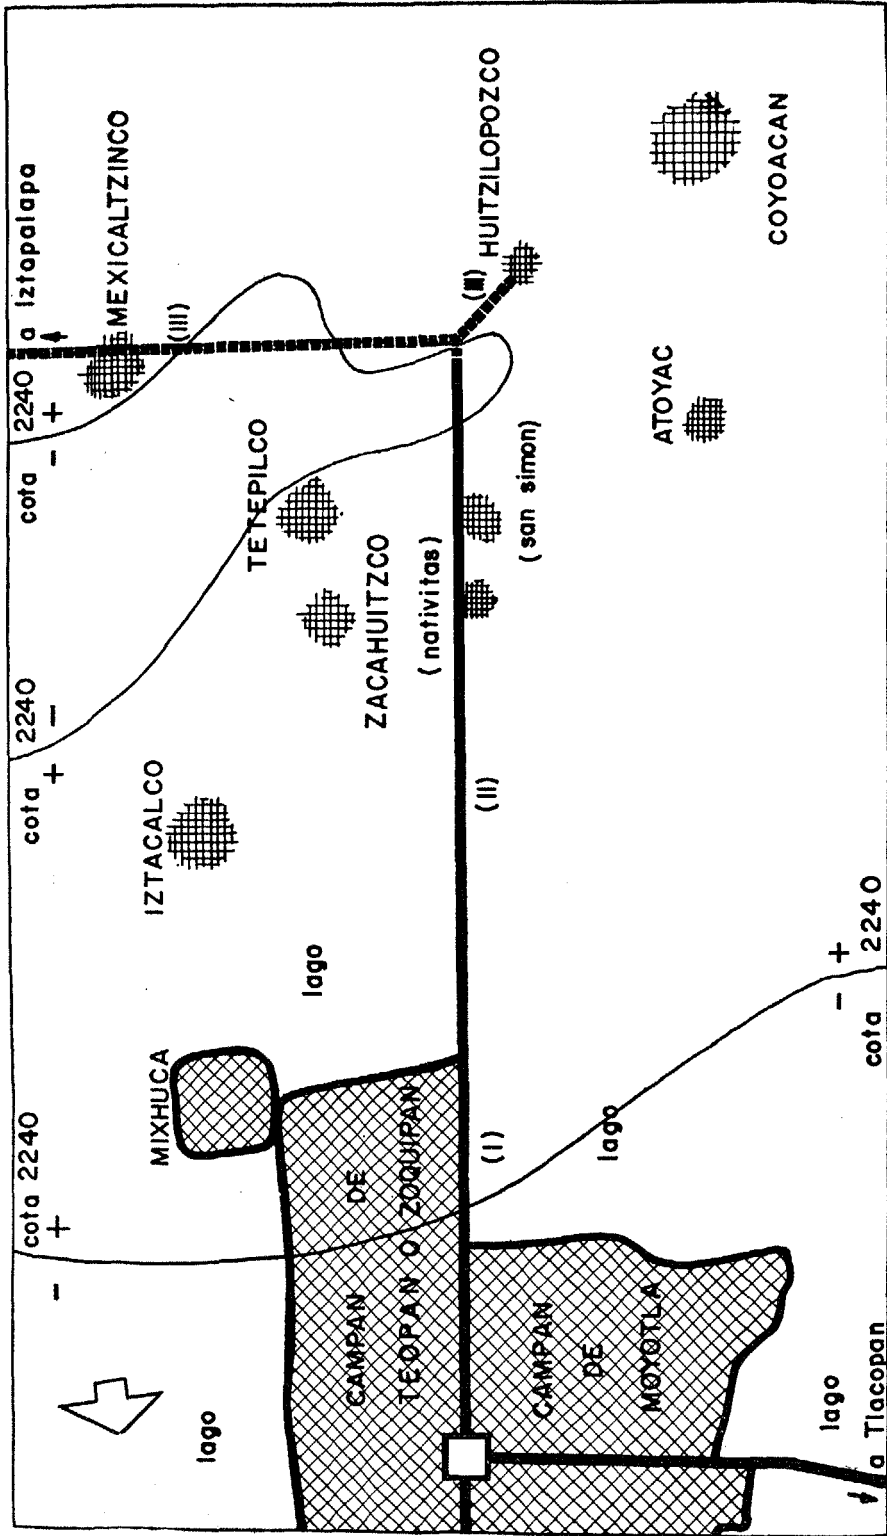 cota 2240
- +
MIXHUCA
lago
CAMPAN
DE
TEOPAN O ZOQUIPAN
(I)
lago
CAMPAN
DE
MOYOTLA
lago
a Tlacopan
cota 2240
- +
lago
IZTACALCO
cota 2240
+ -
(II)
ZACAHUITZCO
TETEPILCO
(nativitas)
(san simon)
cota 2240
- +
a Iztapalapa
MEXICALTZINCO
(III)
HUITZILOPOZCO
ATOYAC
COYOACAN